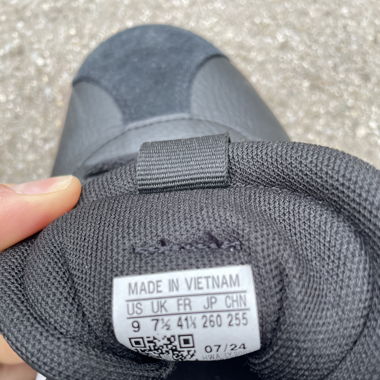 MADE IN VIETNAM
US UK FR JP CHN
9 7½ 41⅓ 260 255
07/24